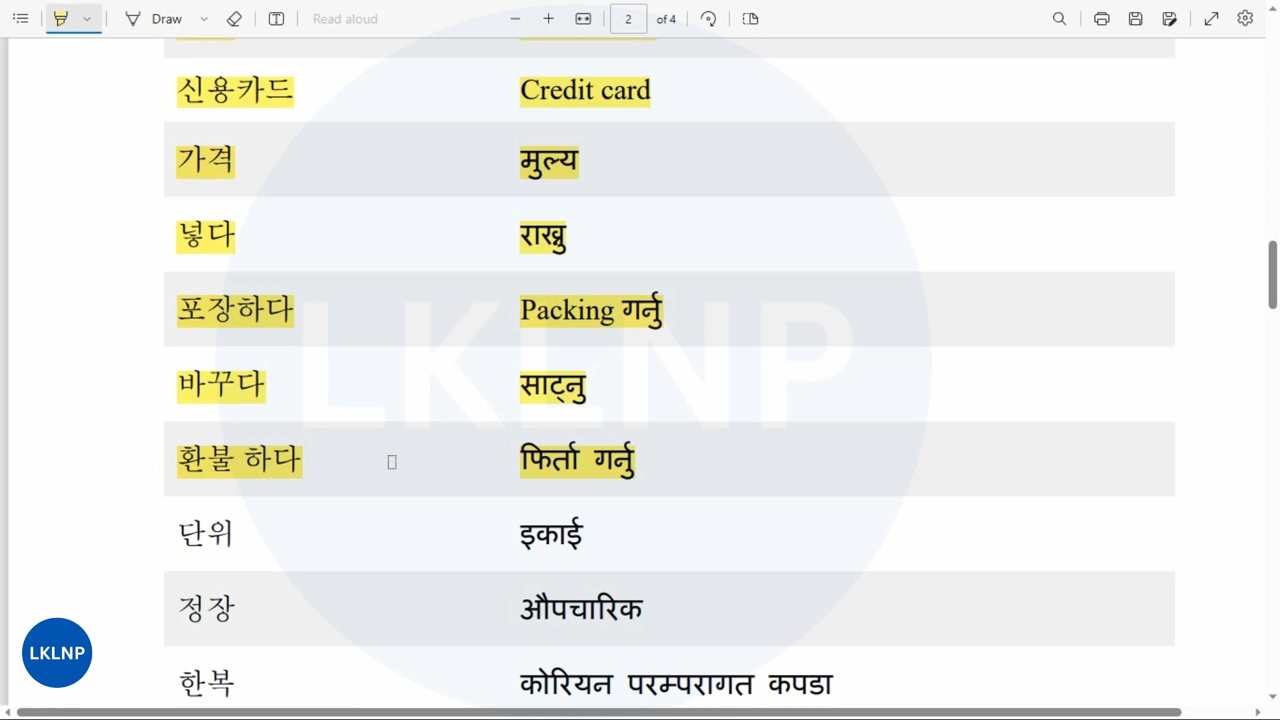 Draw
Read aloud
2 of 4
신용카드 Credit card
가격 मुल्य
넣다 राख्नु
포장하다 Packing गर्नु
바꾸다 साट्नु
환불 하다 फिर्ता गर्नु
단위 इकाई
정장 औपचारिक
한복 कोरियन परम्परागत कपडा
LKLNP
LKLNP